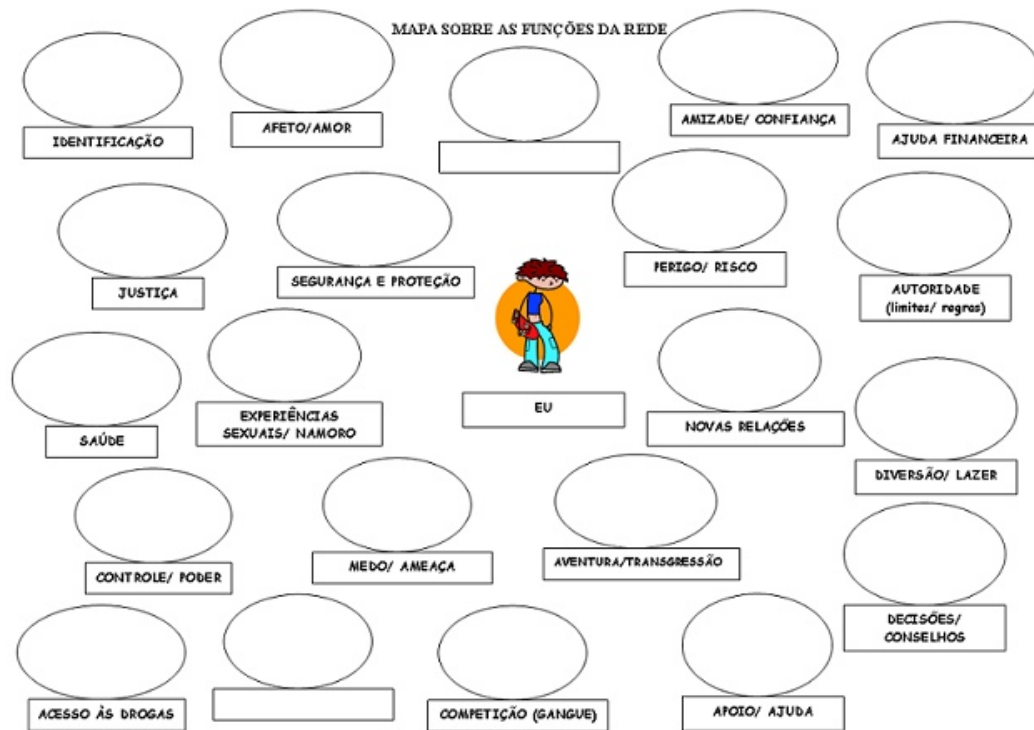 MAPA SOBRE AS FUNÇÕES DA REDE
IDENTIFICAÇÃO
AFETO/AMOR
AMIZADE/ CONFIANÇA
AJUDA FINANCEIRA
JUSTIÇA
SEGURANÇA E PROTEÇÃO
PERIGO/ RISCO
AUTORIDADE
(limites/ regras)
SAÚDE
EXPERIÊNCIAS
SEXUAIS/ NAMORO
EU
NOVAS RELAÇÕES
DIVERSÃO/ LAZER
CONTROLE/ PODER
MEDO/ AMEAÇA
AVENTURA/TRANSGRESSÃO
DECISÕES/
CONSELHOS
ACESSO ÀS DROGAS
COMPETIÇÃO (GANGUE)
APOIO/ AJUDA